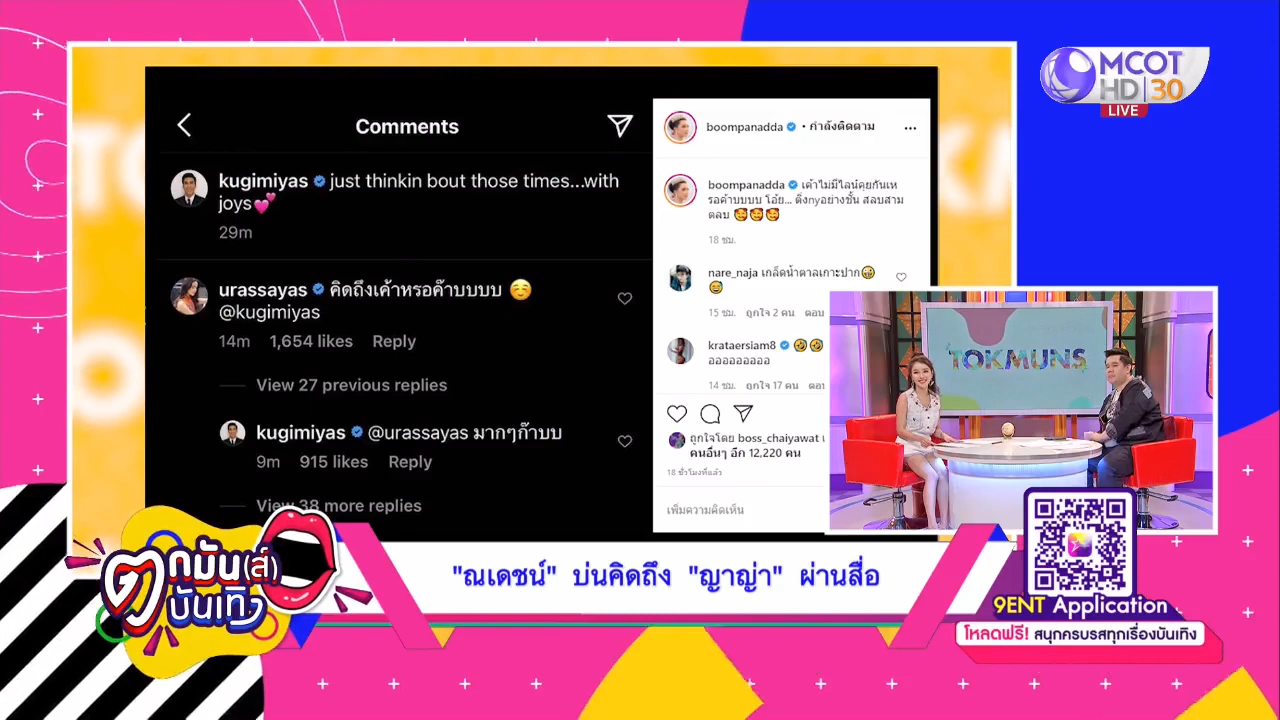 MCOT
HD 30
LIVE
Comments
kugimiyas just thinkin bout those times...with
joys💕
29m
urassayas คิดถึงเค้าหรอค๊าบบบบ ☺️
@kugimiyas
14m 1,654 likes Reply
View 27 previous replies
kugimiyas @urassayas มากๆก๊าบบ
9m 915 likes Reply
View 38 more replies
boompanadda • กำลังติดตาม
boompanadda เค้าไม่มีไลน์คุยกันเห
รอค้าบบบบ โอ้ย... ติ่งnyอย่างชั้น สลบสาม
ตลบ 🥰🥰🥰
18 ชม.
nare_naja เกล็ดน้ำตาลเกาะปาก😜
😅
15 ชม. ถูกใจ 2 คน ตอบ
krataersiam8 🤣🤣
ออออออออออ
14 ชม. ถูกใจ 17 คน
ถูกใจโดย boss_chaiyawat
คนอื่นๆ อีก 12,220 คน
18 ชั่วโมงที่แล้ว
เพิ่มความคิดเห็น
TOKMUNS
ตกมัน(ส์)
บันเทิง
"ณเดชน์" บ่นคิดถึง "ญาญ่า" ผ่านสื่อ
9ENT Application
โหลดฟรี! สนุกครบรสทุกเรื่องบันเทิง